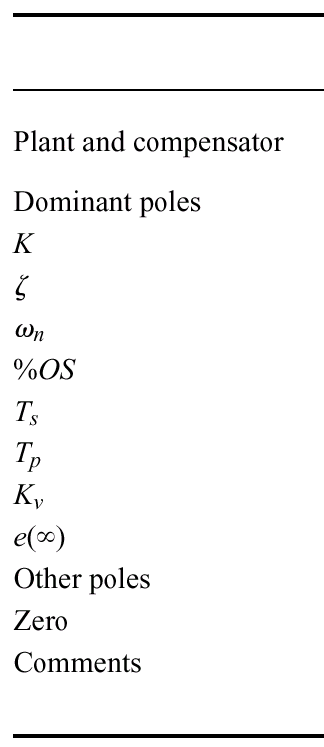 Plant and compensator
Dominant poles
K
ζ
ωn
%OS
Ts
Tp
Kv
e(∞)
Other poles
Zero
Comments